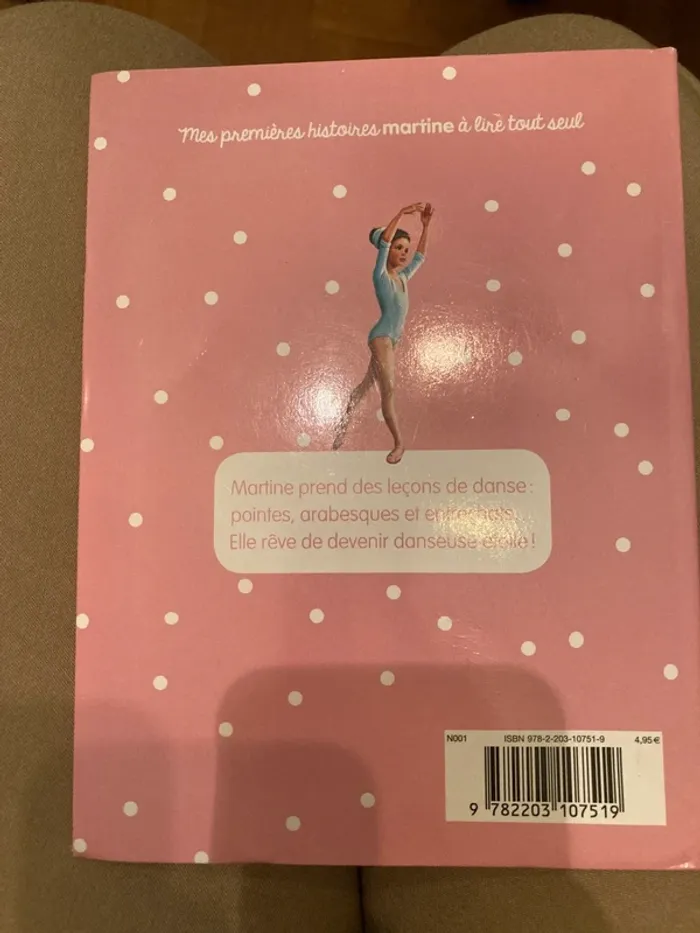 Mes premières histoires martine à lire tout seul
Martine prend des leçons de danse :
pointes, arabesques et entrechats.
Elle rêve de devenir danseuse étoile !
N001 ISBN 978-2-203-10751-9 4,95 €
9 782203 107519